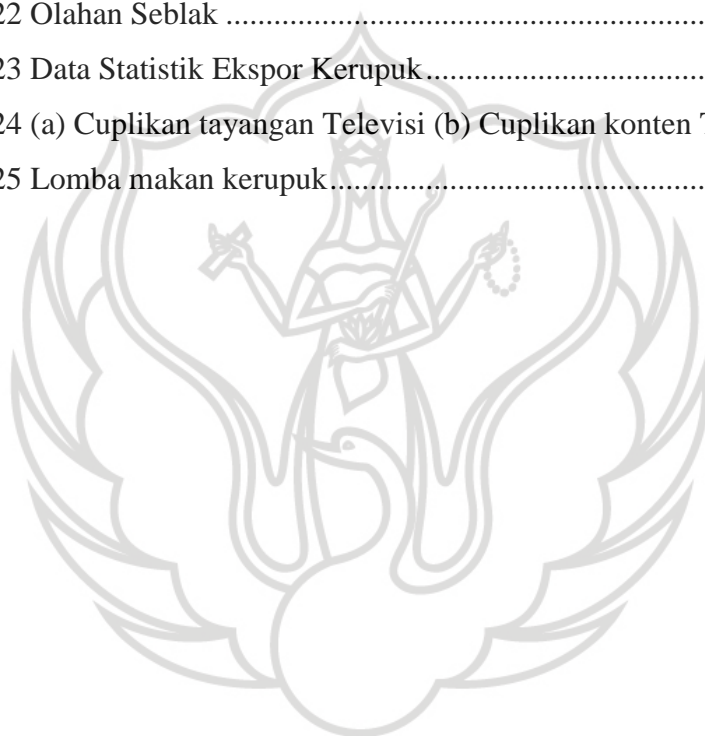 22 Olahan Seblak ........................................................................
23 Data Statistik Ekspor Kerupuk..........................................
24 (a) Cuplikan tayangan Televisi (b) Cuplikan konten
25 Lomba makan kerupuk.........................................................